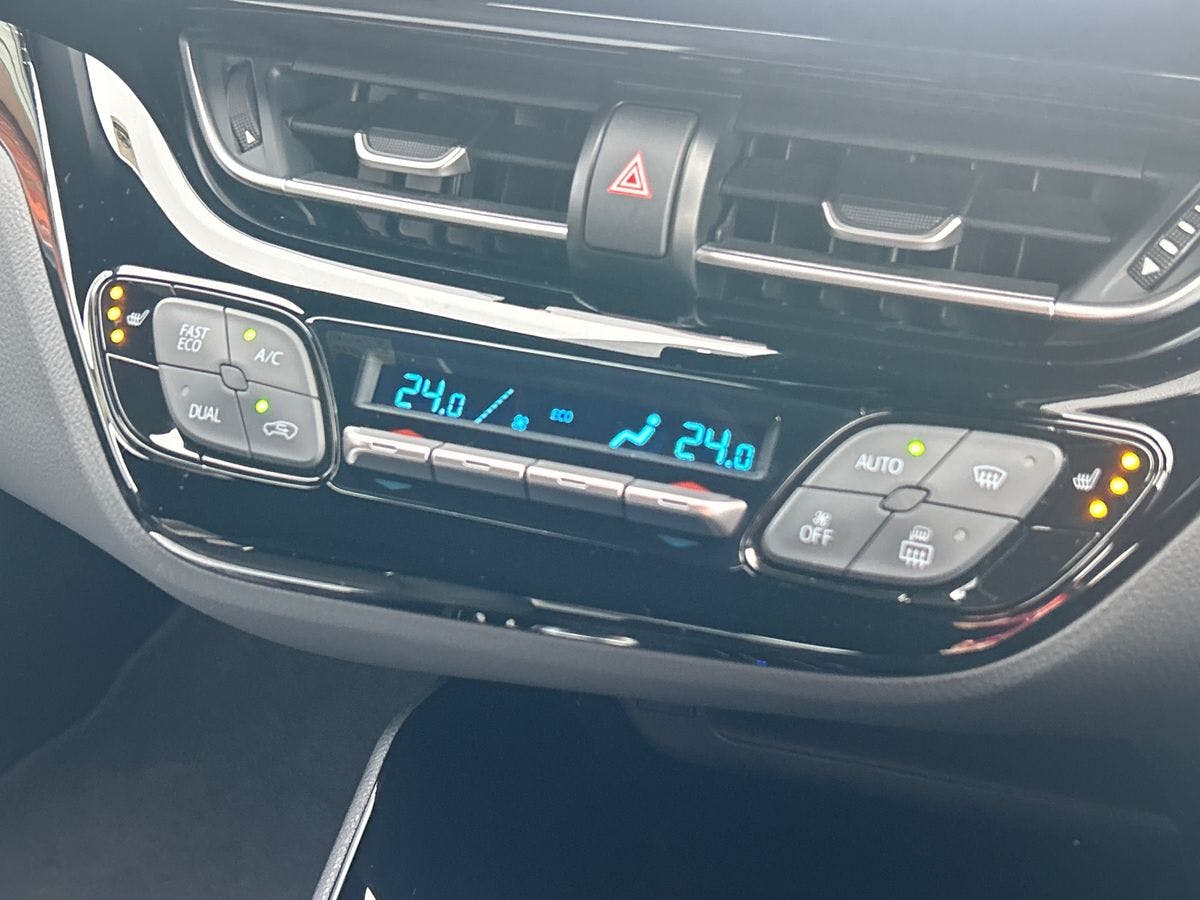 FAST
ECO
A/C
DUAL
24.0
ECO
24.0
AUTO
OFF